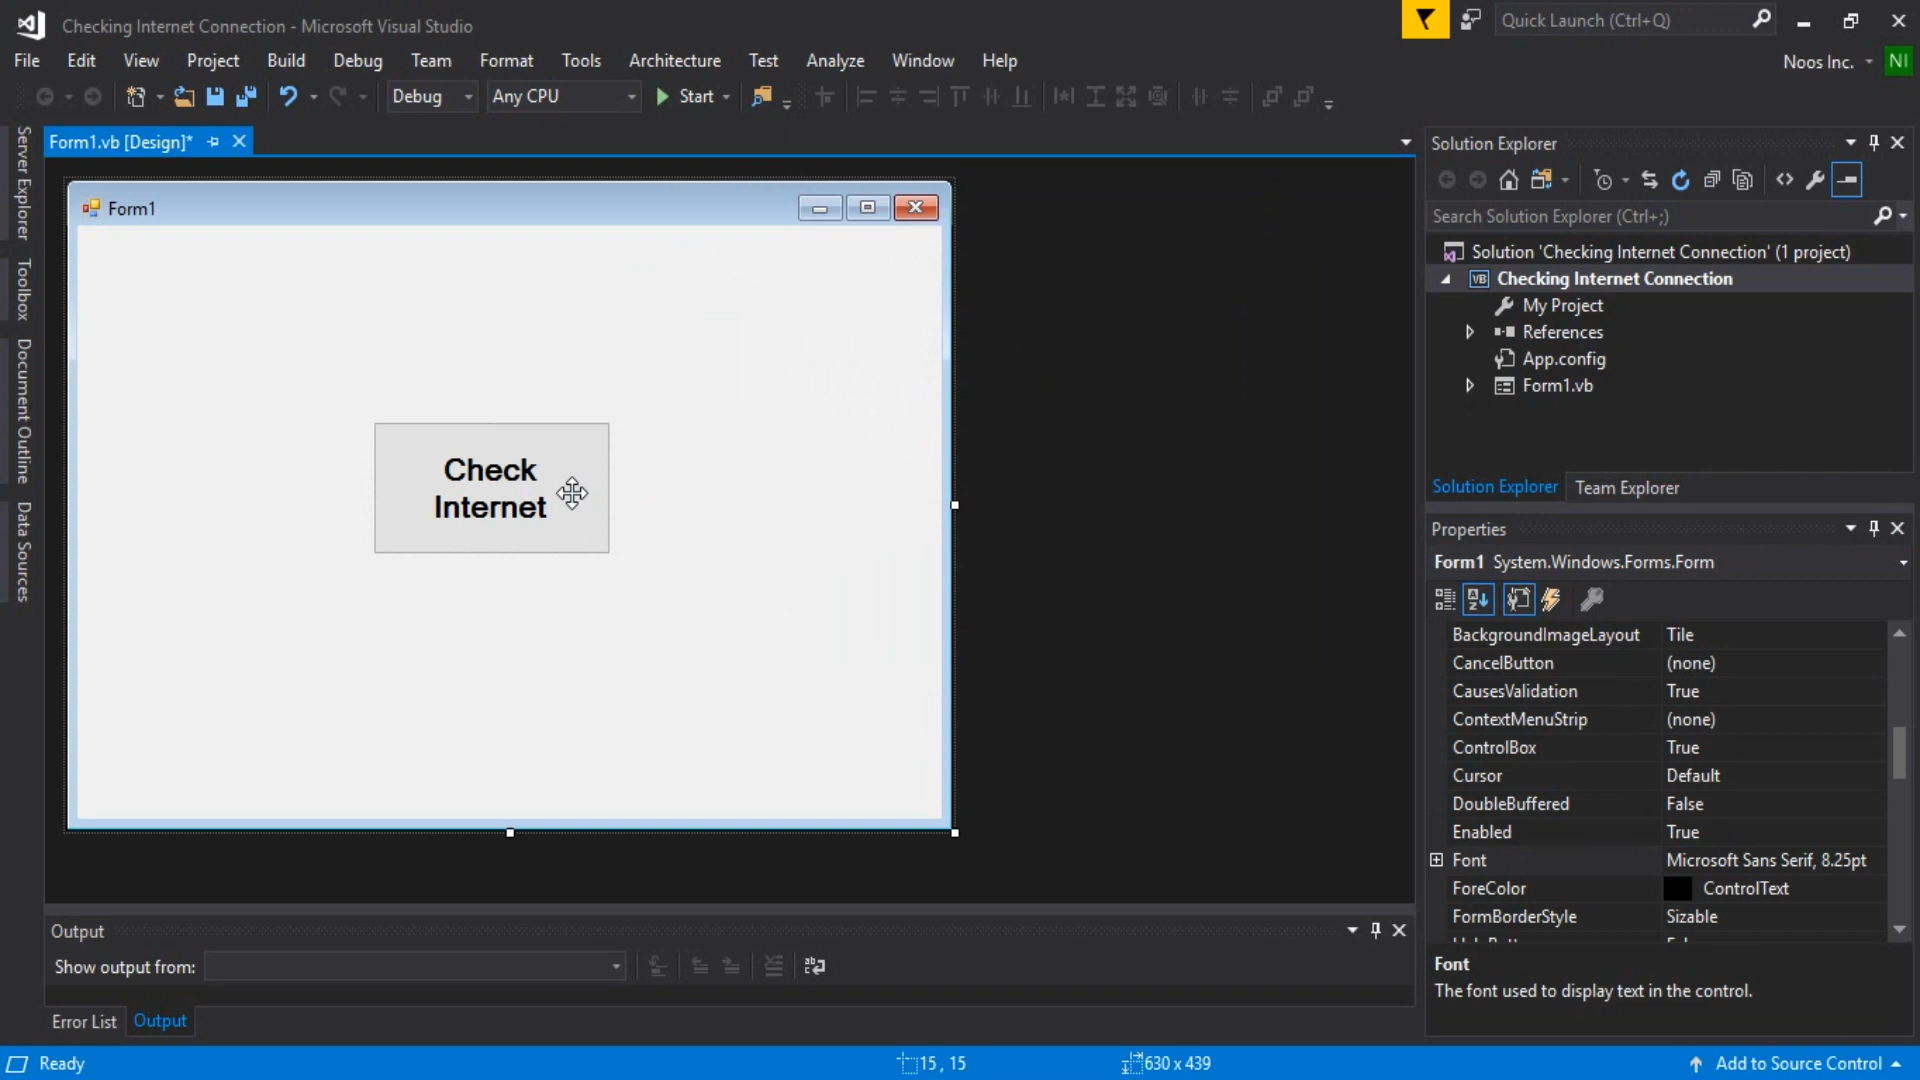 Checking Internet Connection - Microsoft Visual Studio
Quick Launch (Ctrl+Q)
File Edit View Project Build Debug Team Format Tools Architecture Test Analyze Window Help
Noos Inc. NI
Debug Any CPU Start
Server Explorer
Toolbox
Document Outline
Data Sources
Form1.vb [Design]*
Form1
Check
Internet
Solution Explorer
Search Solution Explorer (Ctrl+;)
Solution 'Checking Internet Connection' (1 project)
VB Checking Internet Connection
My Project
References
App.config
Form1.vb
Solution Explorer Team Explorer
Properties
Form1 System.Windows.Forms.Form
BackgroundImageLayout Tile
CancelButton (none)
CausesValidation True
ContextMenuStrip (none)
ControlBox True
Cursor Default
DoubleBuffered False
Enabled True
Font Microsoft Sans Serif, 8.25pt
ForeColor ControlText
FormBorderStyle Sizable
Font
The font used to display text in the control.
Output
Show output from:
Error List Output
Ready
15 , 15
630 x 439
Add to Source Control